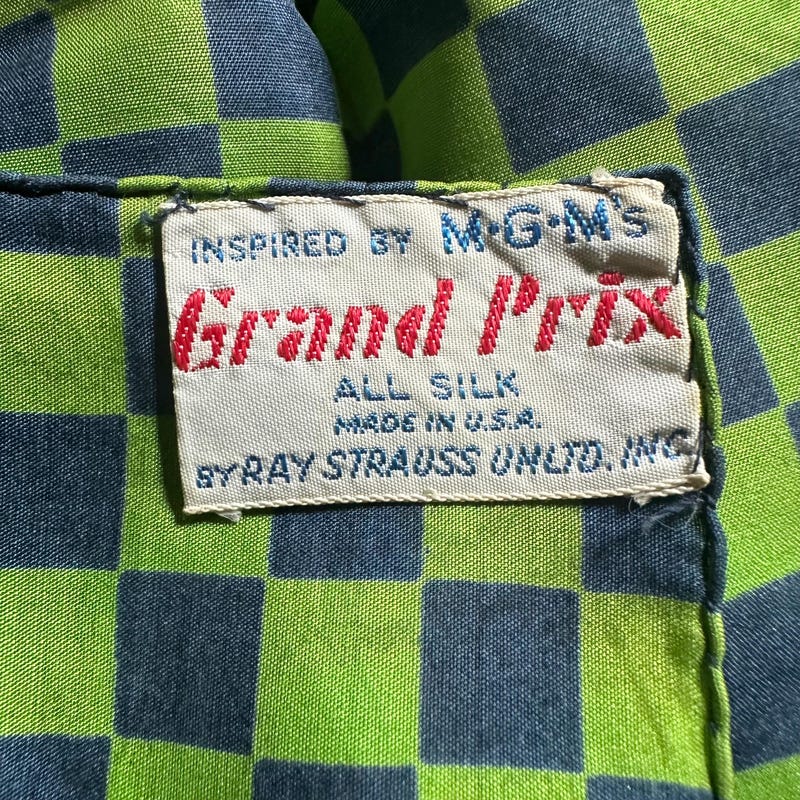 INSPIRED BY M·G·M's
Grand Prix
ALL SILK
MADE IN U.S.A.
BY RAY STRAUSS UNLTD. INC.